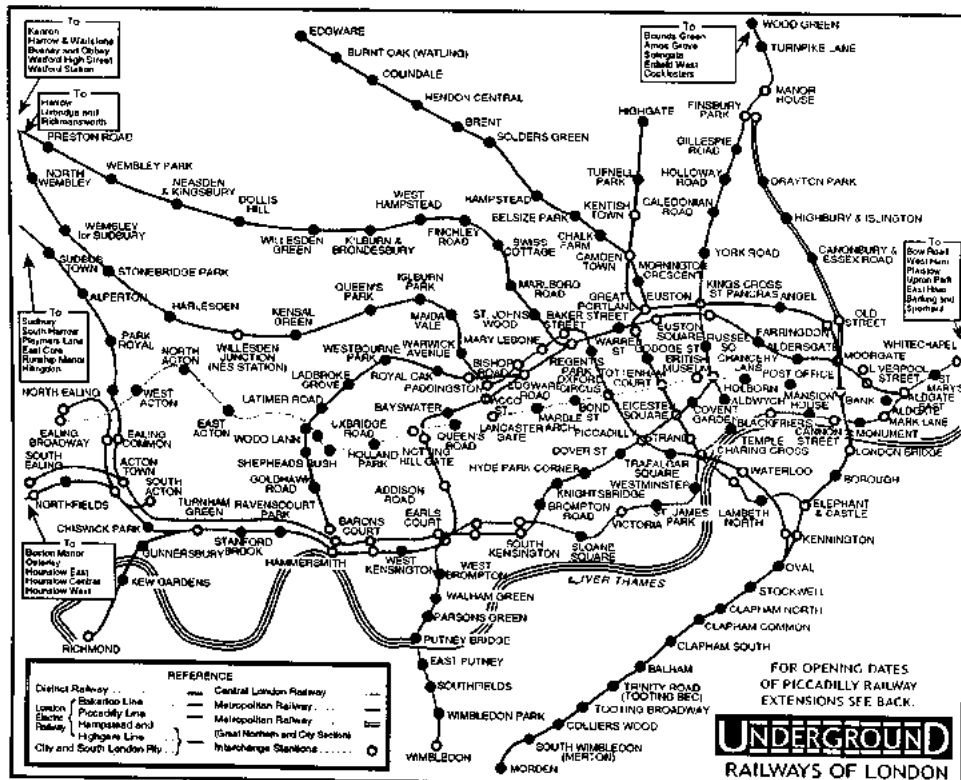 To
Kenton
Harrow & Wealdstone
Watford High Street
Watford Station
To
Harrow
Uxbridge and
Rickmansworth
EDGWARE
BURNT OAK (WATLING)
COLINDALE
HENDON CENTRAL
BRENT
HIGHGATE
To
Bounds Green
Arnos Grove
Enfield West
Cockfosters
WOOD GREEN
TURNPIKE LANE
MANOR
HOUSE
FINSBURY
PARK
GILLESPIE
ROAD
PRESTON ROAD
NORTH
WEMBLEY
WEMBLEY PARK
NEASDEN
& KINGSBURY
DOLLIS
HILL
WILLESDEN
GREEN
KILBURN &
BRONDESBURY
WEST
HAMPSTEAD
FINCHLEY
ROAD
HAMPSTEAD
BELSIZE PARK
CHALK
FARM
CAMDEN
TOWN
TUFNELL
PARK
KENTISH
TOWN
HOLLOWAY
ROAD
CALEDONIAN
ROAD
DRAYTON PARK
HIGHBURY & ISLINGTON
CANONBURY &
ESSEX ROAD
YORK ROAD
WEMBLEY
for SUDBURY
SUDBURY
TOWN
STONEBRIDGE PARK
ALPERTON
HARLESDEN
KENSAL
GREEN
QUEEN'S
PARK
MAIDA
VALE
SWISS
COTTAGE
MARLBORO
ROAD
ST. JOHNS
WOOD
MORNINGTON
CRESCENT
KINGS CROSS
ST PANCRAS
ANGEL
OLD
STREET
EUSTON
GREAT
PORTLAND
BAKER STREET
MARYLEBONE
To
Sudbury
South Harrow
East Cote
Ruislip Manor
To
Bow Road
West Ham
Plaistow
Upton Park
East Ham
Barking and
PARK
ROYAL
NORTH
ACTON
WILLESDEN
JUNCTION
WESTBOURNE
PARK
WARWICK
AVENUE
ROYAL OAK
PADDINGTON
BISHOPS
ROAD
EDGWARE
ROAD
REGENTS
PARK
WARREN
ST
EUSTON
SQUARE
GOODGE ST
FARRINGDON
ALDERSGATE
MOORGATE
LIVERPOOL
STREET
WHITECHAPEL
NORTH EALING
WEST
ACTON
EAST
ACTON
LADBROKE
GROVE
LATIMER ROAD
WOOD LANE
BAYSWATER
UXBRIDGE
ROAD
HOLLAND
PARK
NOTTING
HILL GATE
QUEEN'S
ROAD
LANCASTER
GATE
MARBLE
ARCH
BOND
ST
OXFORD
CIRCUS
TOTTENHAM
COURT
BRITISH
MUSEUM
CHANCERY
LANE
HOLBORN
POST OFFICE
BANK
ALDGATE
MARK LANE
MONUMENT
LEICESTER
SQUARE
COVENT
GARDEN
ALDWYCH
BLACKFRIARS
MANSION
HOUSE
CANNON
STREET
LONDON BRIDGE
TEMPLE
CHARING CROSS
STRAND
PICCADILLY
EALING
BROADWAY
EALING
COMMON
SOUTH
EALING
ACTON
TOWN
SOUTH
ACTON
NORTHFIELDS
SHEPHEADS BUSH
GOLDHAWK
ROAD
ADDISON
ROAD
HYDE PARK CORNER
DOVER ST
TRAFALGAR
SQUARE
WESTMINSTER
KNIGHTSBRIDGE
BROMPTON
ROAD
WATERLOO
BOROUGH
LAMBETH
NORTH
ELEPHANT
& CASTLE
KENNINGTON
CHISWICK PARK
TURNHAM
GREEN
RAVENSCOURT
PARK
STANFORD
BROOK
BARONS
COURT
EARLS
COURT
HAMMERSMITH
WEST
KENSINGTON
SOUTH
KENSINGTON
SLOANE
SQUARE
VICTORIA
ST JAMES
PARK
To
Boston Manor
Osterley
Hounslow East
Hounslow Central
Hounslow West
GUNNERSBURY
KEW GARDENS
RICHMOND
WEST
BROMPTON
RIVER THAMES
WALHAM GREEN
PARSONS GREEN
PUTNEY BRIDGE
EAST PUTNEY
SOUTHFIELDS
WIMBLEDON PARK
WIMBLEDON
OVAL
STOCKWELL
CLAPHAM NORTH
CLAPHAM COMMON
CLAPHAM SOUTH
BALHAM
TRINITY ROAD
(TOOTING BEC)
TOOTING BROADWAY
COLLIERS WOOD
SOUTH WIMBLEDON
(MERTON)
MORDEN
REFERENCE
District Railway
London
Electric
Railway
Bakerloo Line
Piccadilly Line
Hampstead and
Highgate Line
City and South London Rly
Central London Railway
Metropolitan Railway
Metropolitan Railway
(Great Northern and City Section)
Interchange Stations
FOR OPENING DATES
OF PICCADILLY RAILWAY
EXTENSIONS SEE BACK.
UNDERGROUND
RAILWAYS OF LONDON